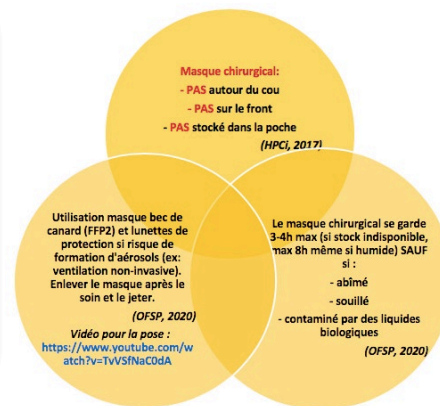 Masque chirurgical:
- PAS autour du cou
- PAS sur le front
- PAS stocké dans la poche
(HPCi, 2017)
Utilisation masque bec de
canard (FFP2) et lunettes de
protection si risque de
formation d'aérosols (ex:
ventilation non-invasive).
Enlever le masque après le
soin et le jeter.
(OFSP, 2020)
Vidéo pour la pose :
https://www.youtube.com/w
atch?v=TvVSfNaC0dA
Le masque chirurgical se garde
3-4h max (si stock indisponible,
max 8h même si humide) SAUF
si :
- abîmé
- souillé
- contaminé par des liquides
biologiques
(OFSP, 2020)